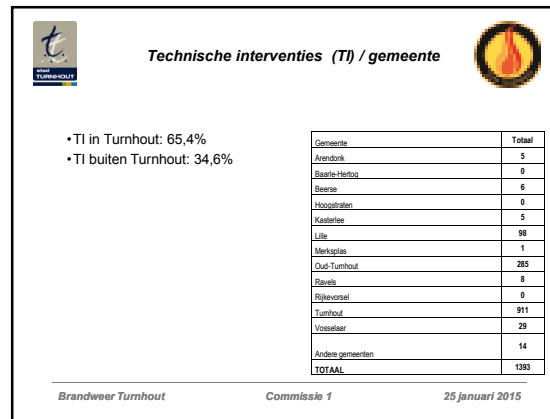 stad
TURNHOUT
Technische interventies (TI) / gemeente
•TI in Turnhout: 65,4%
•TI buiten Turnhout: 34,6%
Gemeente Totaal
Arendonk 5
Baarle-Hertog 0
Beerse 6
Hoogstraten 0
Kasterlee 5
Lille 98
Merksplas 1
Oud-Turnhout 285
Ravels 8
Rijkevorsel 0
Turnhout 911
Vosselaar 29
Andere gemeenten 14
TOTAAL 1393
Brandweer Turnhout Commissie 1 25 januari 2015